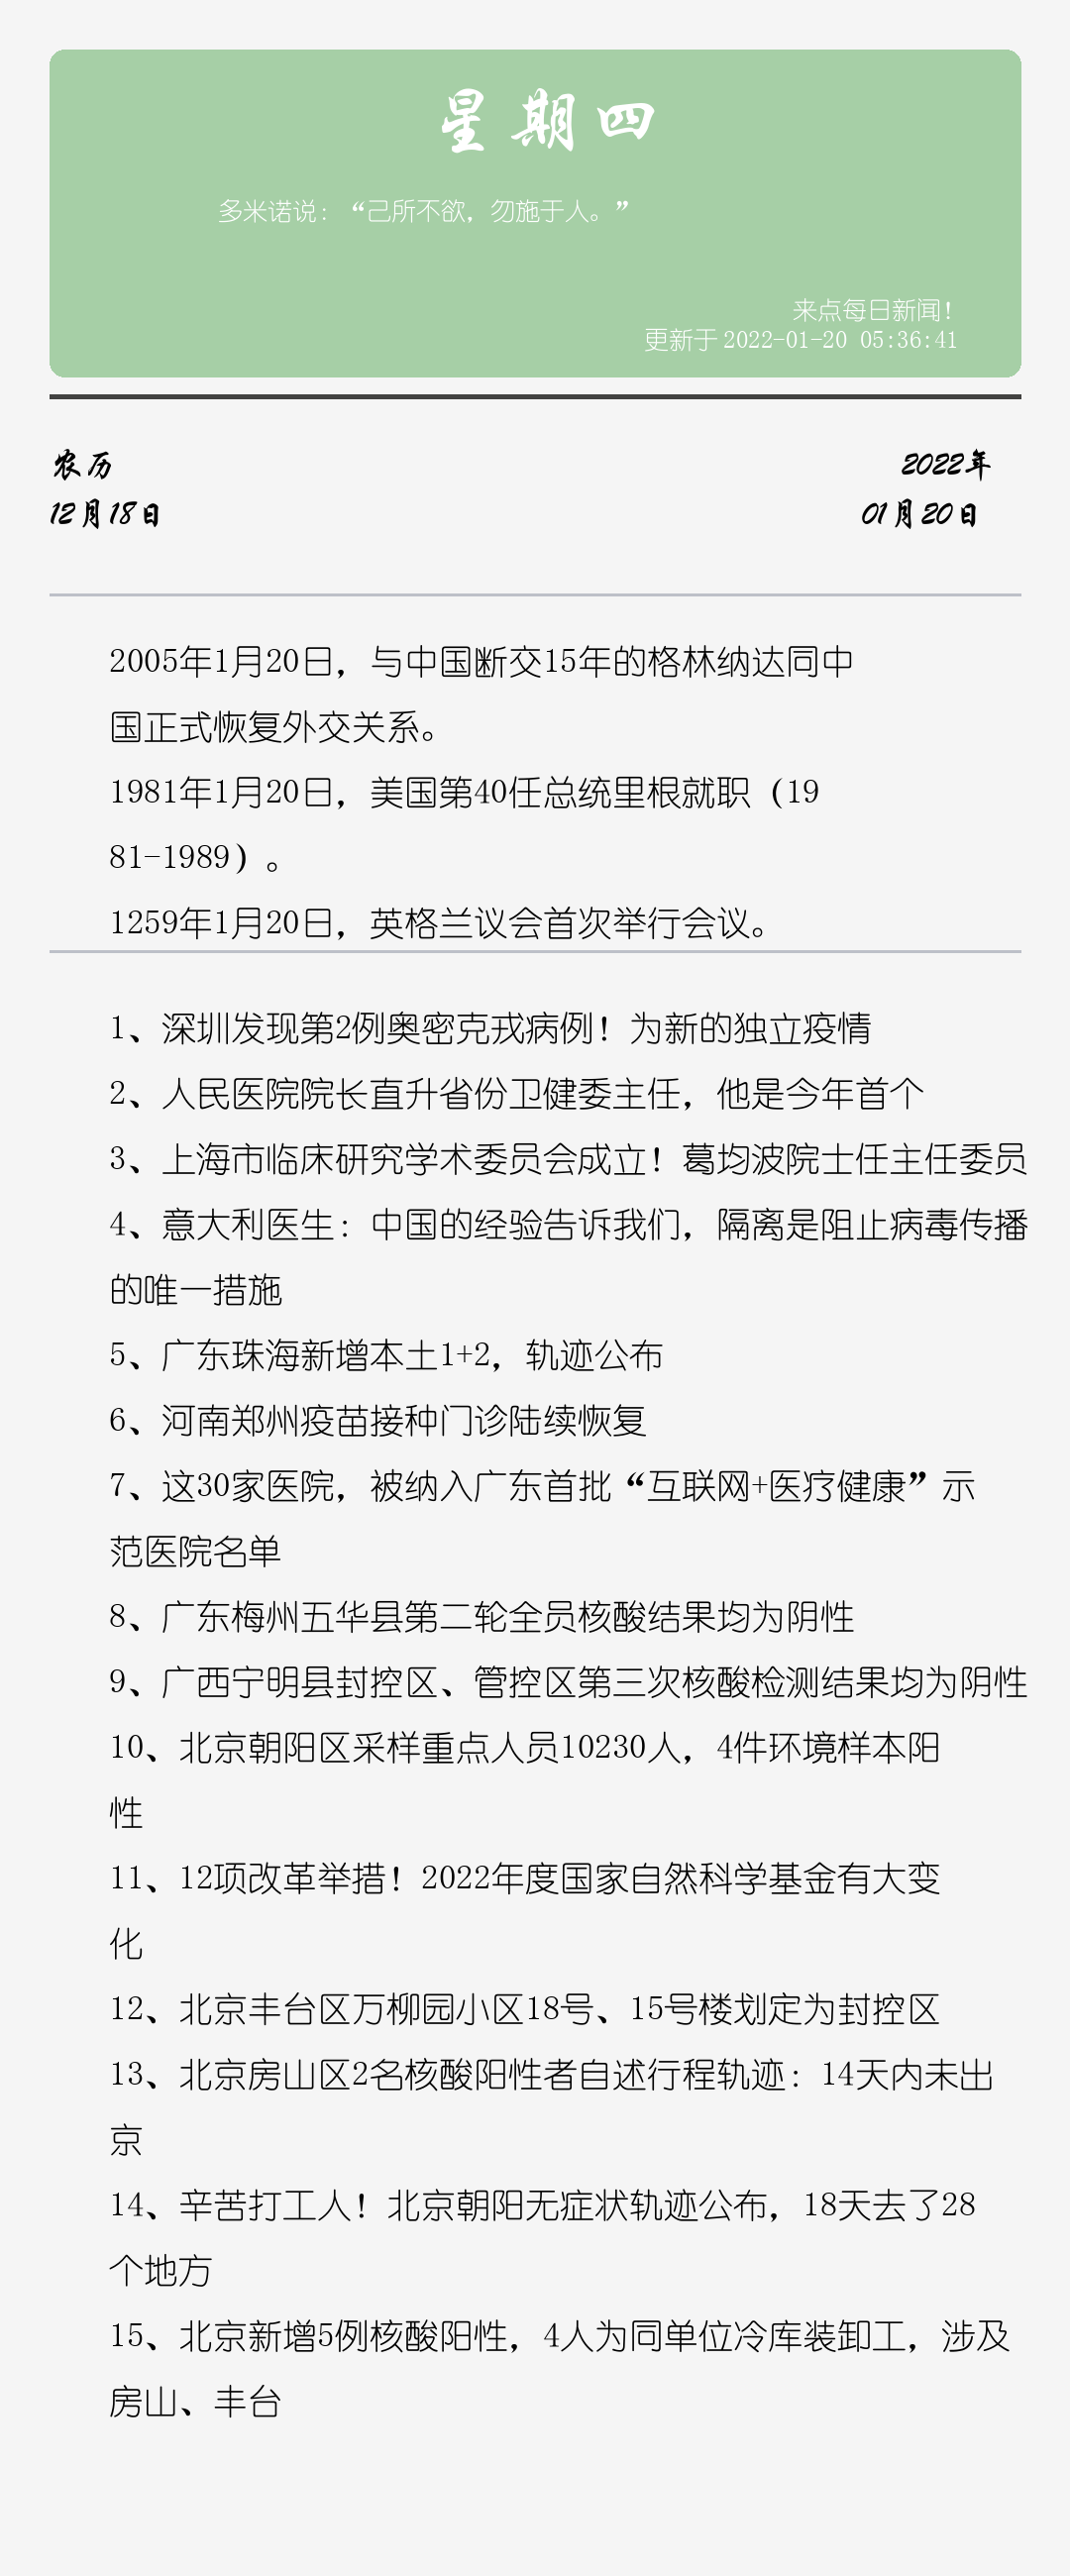 星期四
多米诺说：“己所不欲，勿施于人。”
来点每日新闻！
更新于2022-01-20 05:36:41
农历
2022年
12月18日
01月20日
2005年1月20日，与中国断交15年的格林纳达同中
国正式恢复外交关系。
1981年1月20日，美国第40任总统里根就职（19
81-1989）。
1259年1月20日，英格兰议会首次举行会议。
1、深圳发现第2例奥密克戎病例！为新的独立疫情
2、人民医院院长直升省份卫健委主任，他是今年首个
3、上海市临床研究学术委员会成立！葛均波院士任主任委员
4、意大利医生：中国的经验告诉我们，隔离是阻止病毒传播
的唯一措施
5、广东珠海新增本土1+2，轨迹公布
6、河南郑州疫苗接种门诊陆续恢复
7、这30家医院，被纳入广东首批“互联网+医疗健康”示
范医院名单
8、广东梅州五华县第二轮全员核酸结果均为阴性
9、广西宁明县封控区、管控区第三次核酸检测结果均为阴性
10、北京朝阳区采样重点人员10230人，4件环境样本阳
性
11、12项改革举措！2022年度国家自然科学基金有大变
化
12、北京丰台区万柳园小区18号、15号楼划定为封控区
13、北京房山区2名核酸阳性者自述行程轨迹：14天内未出
京
14、辛苦打工人！北京朝阳无症状轨迹公布，18天去了28
个地方
15、北京新增5例核酸阳性，4人为同单位冷库装卸工，涉及
房山、丰台